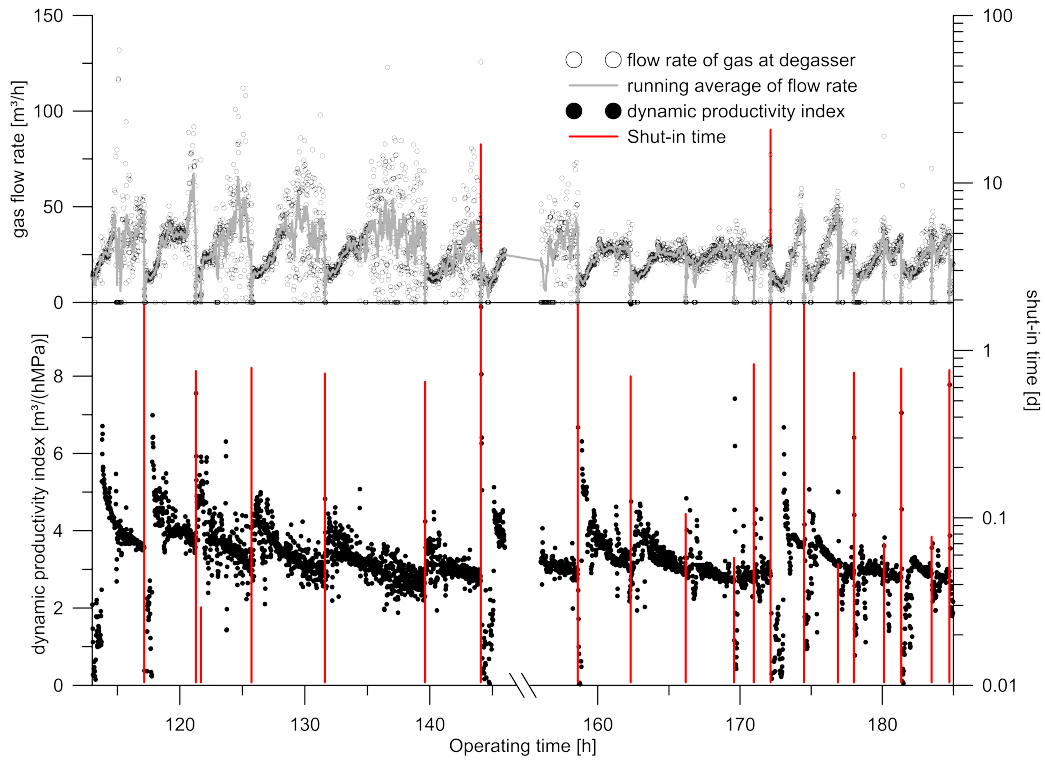 150
100
50
0
gas flow rate [m³/h]
8
6
4
2
0
dynamic productivity index [m³/(hMPa)]
flow rate of gas at degasser
running average of flow rate
dynamic productivity index
Shut-in time
100
10
1
0.1
0.01
shut-in time [d]
120
130
140
160
170
180
Operating time [h]